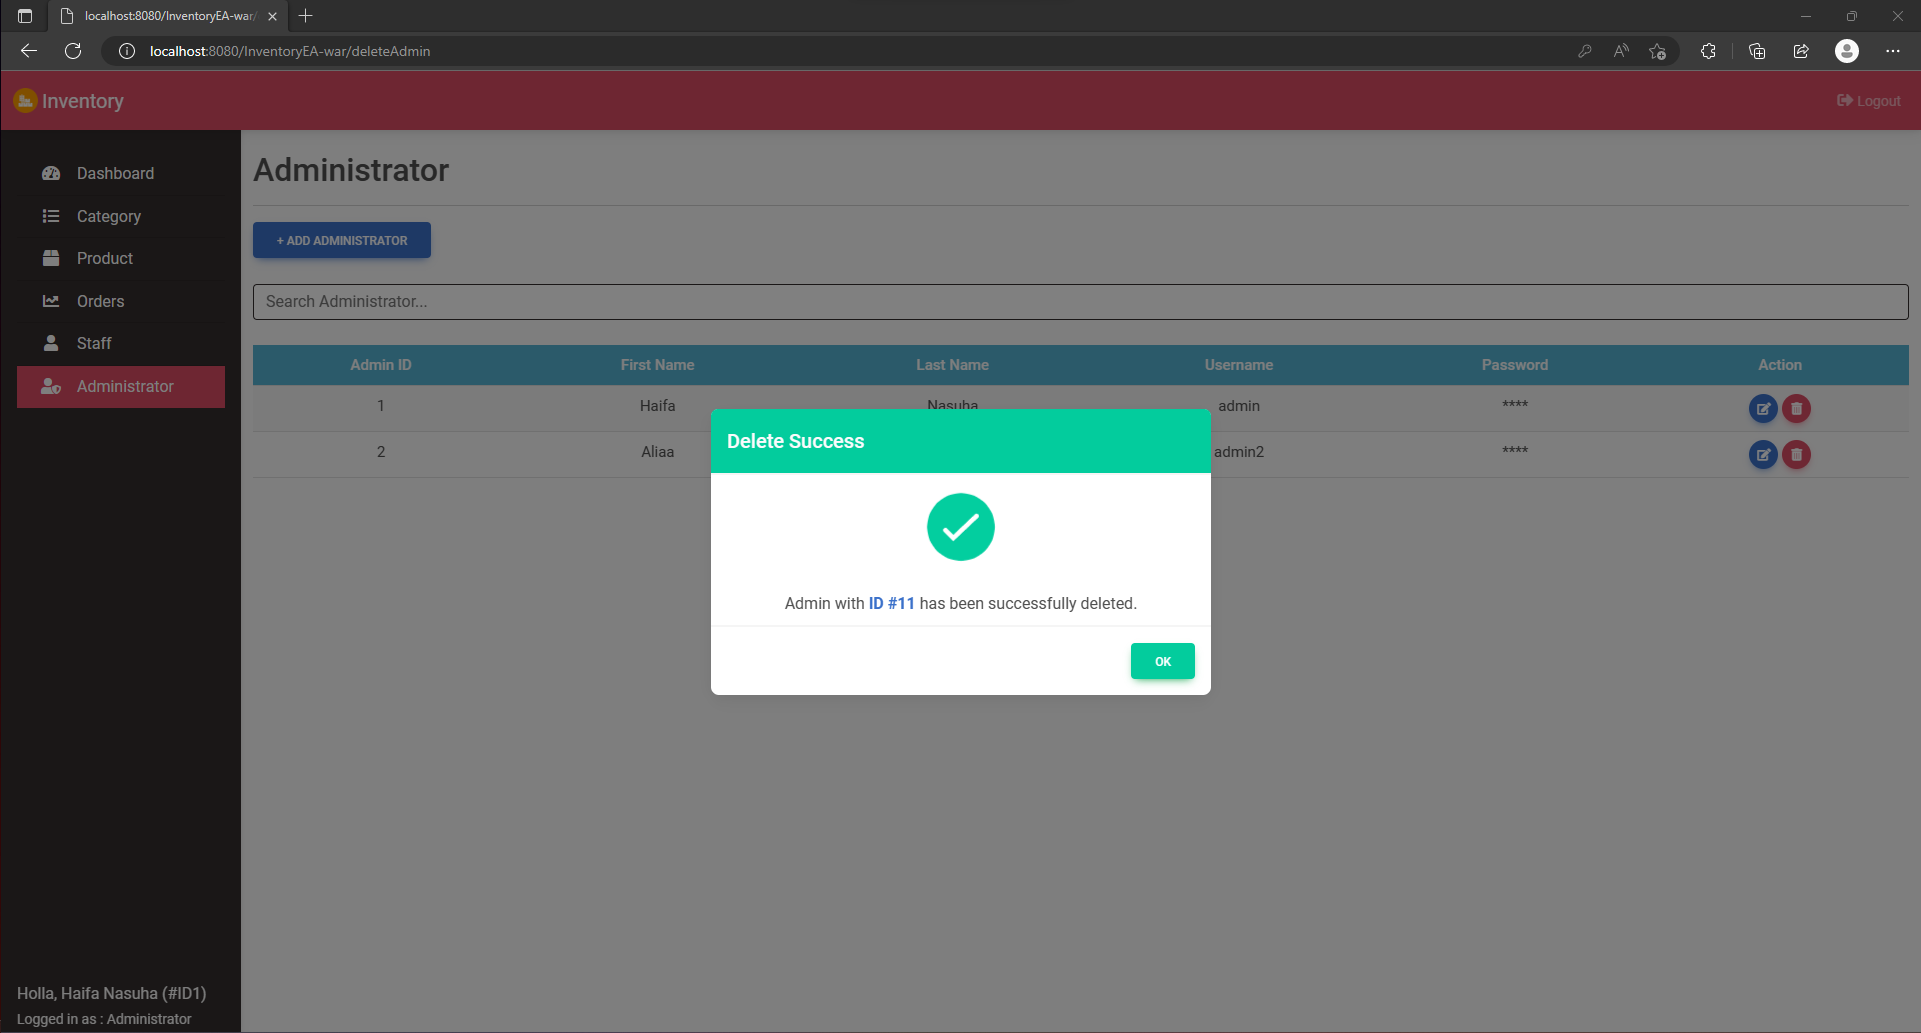 localhost:8080/InventoryEA-war/
localhost:8080/InventoryEA-war/deleteAdmin
Inventory
Logout
Dashboard
Category
Product
Orders
Staff
Administrator
Administrator
+ ADD ADMINISTRATOR
Search Administrator...
Admin ID First Name Last Name Username Password Action
1 Haifa Nasuha admin ****
2 Aliaa admin2 ****
Delete Success
Admin with ID #11 has been successfully deleted.
OK
Holla, Haifa Nasuha (#ID1)
Logged in as : Administrator